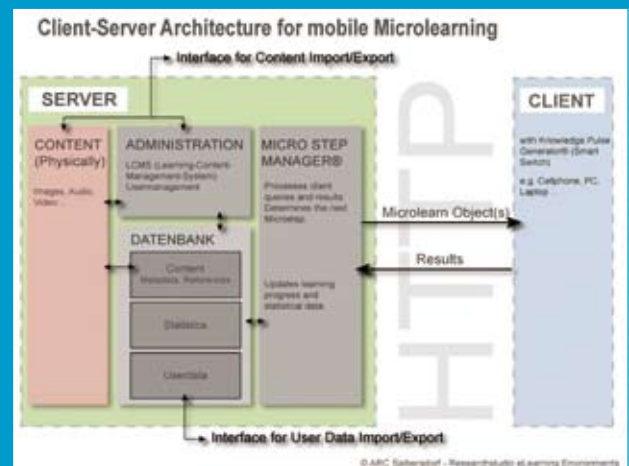 Client-Server Architecture for mobile Microlearning
Interface for Content Import/Export
SERVER
CONTENT
(Physically)
Images, Audio,
Video ...
ADMINISTRATION
LCMS (Learning-Content-
Management-System)
Usermanagement
DATENBANK
Content
Metadata, References
Statistics
Userdata
MICRO STEP
MANAGER®
Processes client
queries and results
Determines the next
Microstep
Updates learning
progress and
statistical data.
HTTP
Microlearn Object(s)
Results
CLIENT
with Knowledge Pulse
Generator® (Smart
Switch)
e.g. Cellphone, PC,
Laptop ...
Interface for User Data Import/Export
© ARC Seibersdorf - Researchstudio eLearning Environments